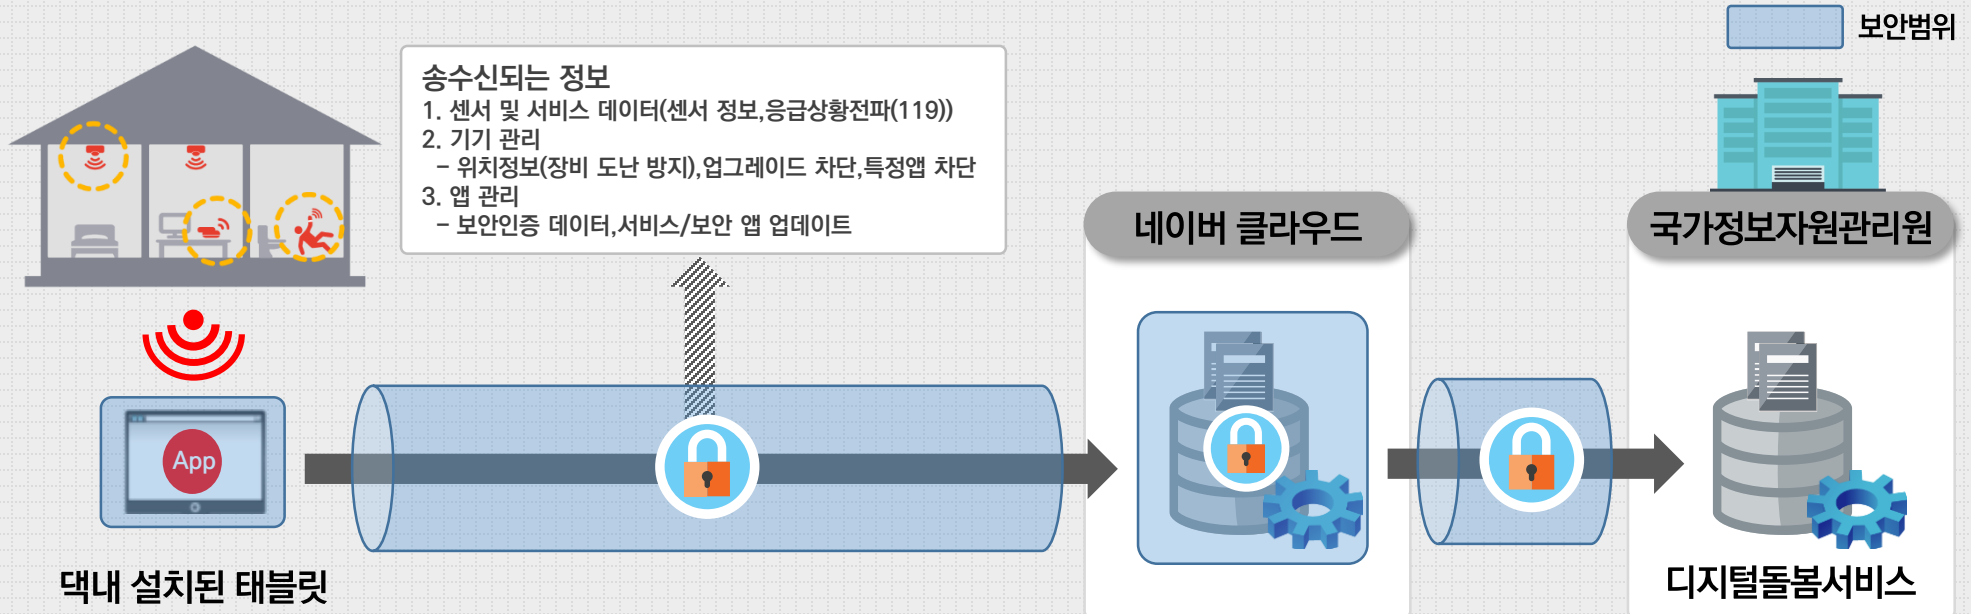 보안범위
송수신되는 정보
1. 센서 및 서비스 데이터(센서 정보,응급상황전파(119))
2. 기기 관리
– 위치정보(장비 도난 방지),업그레이드 차단,특정앱 차단
3. 앱 관리
– 보안인증 데이터,서비스/보안 앱 업데이트
네이버 클라우드
국가정보자원관리원
App
댁내 설치된 태블릿
디지털돌봄서비스